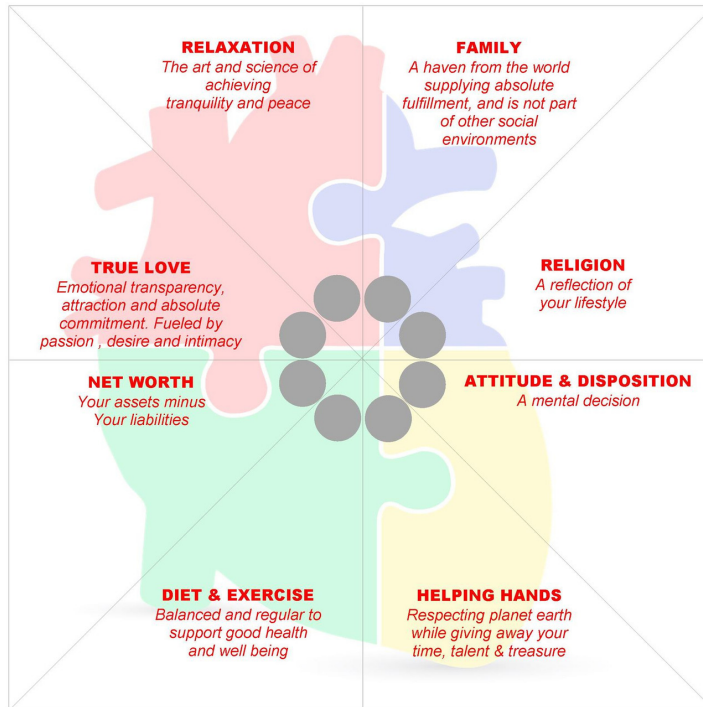 RELAXATION
The art and science of
achieving
tranquility and peace
FAMILY
A haven from the world
supplying absolute
fulfillment, and is not part
of other social
environments
TRUE LOVE
Emotional transparency,
attraction and absolute
commitment. Fueled by
passion , desire and intimacy
RELIGION
A reflection of
your lifestyle
NET WORTH
Your assets minus
Your liabilities
ATTITUDE & DISPOSITION
A mental decision
DIET & EXERCISE
Balanced and regular to
support good health
and well being
HELPING HANDS
Respecting planet earth
while giving away your
time, talent & treasure